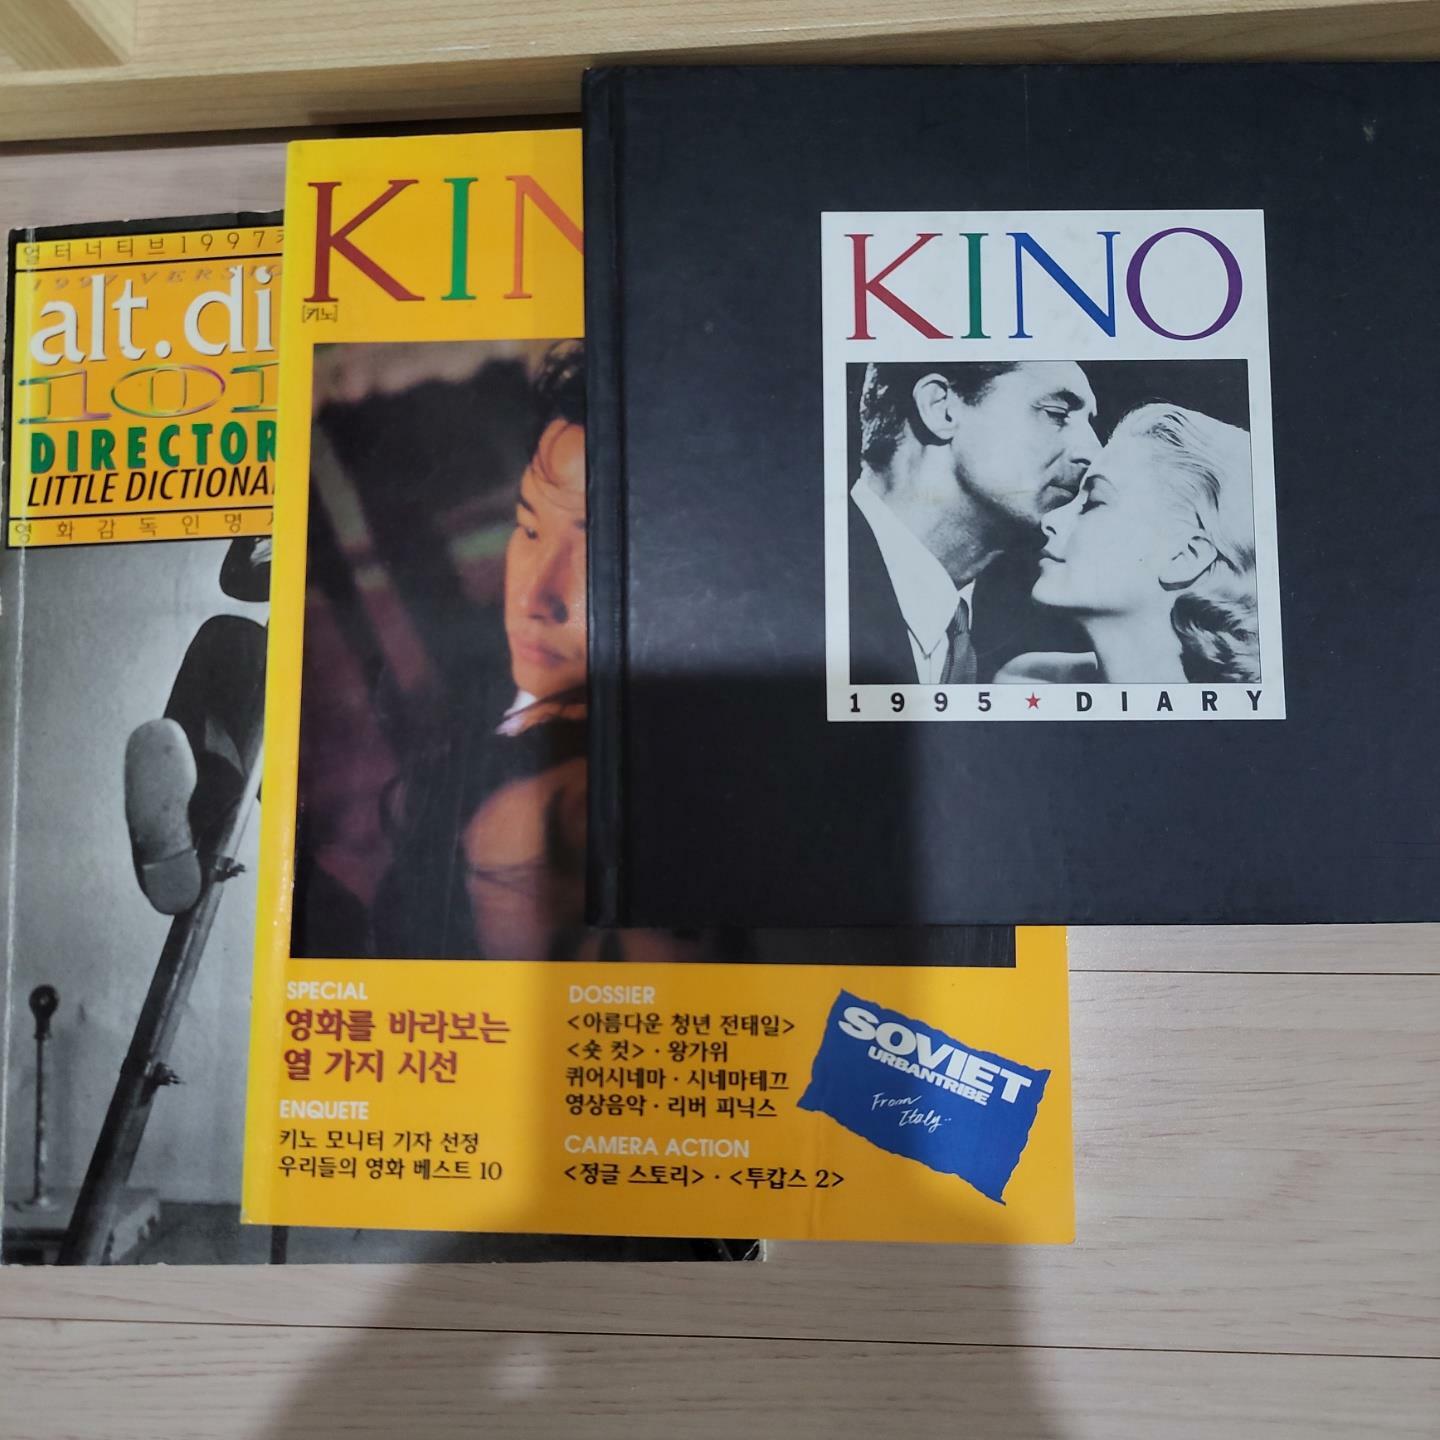 얼터너티브1997
1997 VERSIO
alt.di
101
DIRECTOR
LITTLE DICTIONA
영화감독인명
KIN
[키노]
SPECIAL
영화를 바라보는
열 가지 시선
ENQUETE
키노 모니터 기자 선정
우리들의 영화 베스트 10
DOSSIER
<아름다운 청년 전태일>
<숏 컷>·왕가위
퀴어시네마·시네마테끄
영상음악·리버 피닉스
CAMERA ACTION
<정글 스토리>·<투캅스 2>
SOVIET
URBANTRIBE
From
Italy..
KINO
1995★DIARY